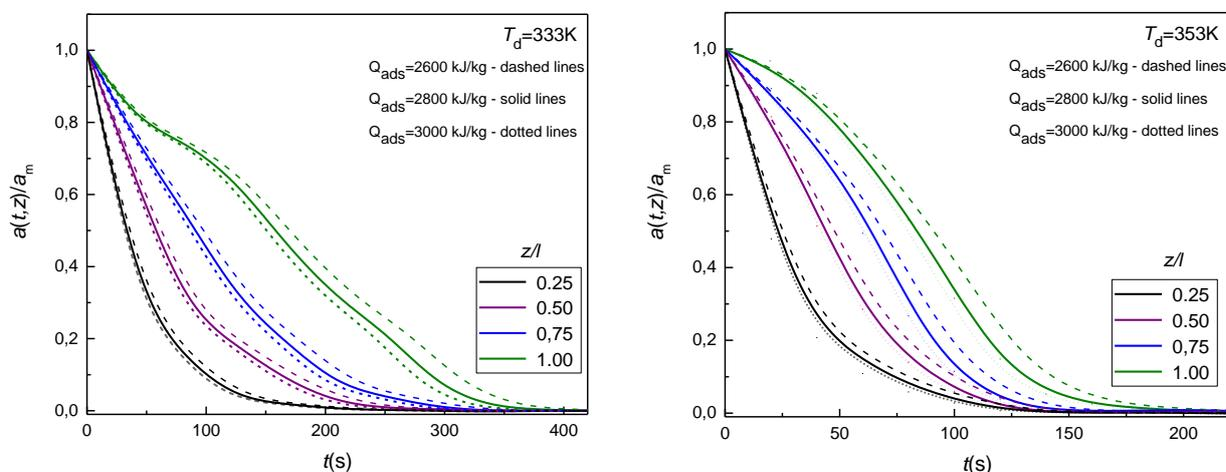 T_d=333K
Q_ads=2600 kJ/kg - dashed lines
Q_ads=2800 kJ/kg - solid lines
Q_ads=3000 kJ/kg - dotted lines
a(t,z)/a_m
1,0
0,8
0,6
0,4
0,2
0,0
z/l
0.25
0.50
0,75
1.00
0 100 200 300 400
t(s)
T_d=353K
Q_ads=2600 kJ/kg - dashed lines
Q_ads=2800 kJ/kg - solid lines
Q_ads=3000 kJ/kg - dotted lines
a(t,z)/a_m
1,0
0,8
0,6
0,4
0,2
0,0
z/l
0.25
0.50
0,75
1.00
0 50 100 150 200
t(s)